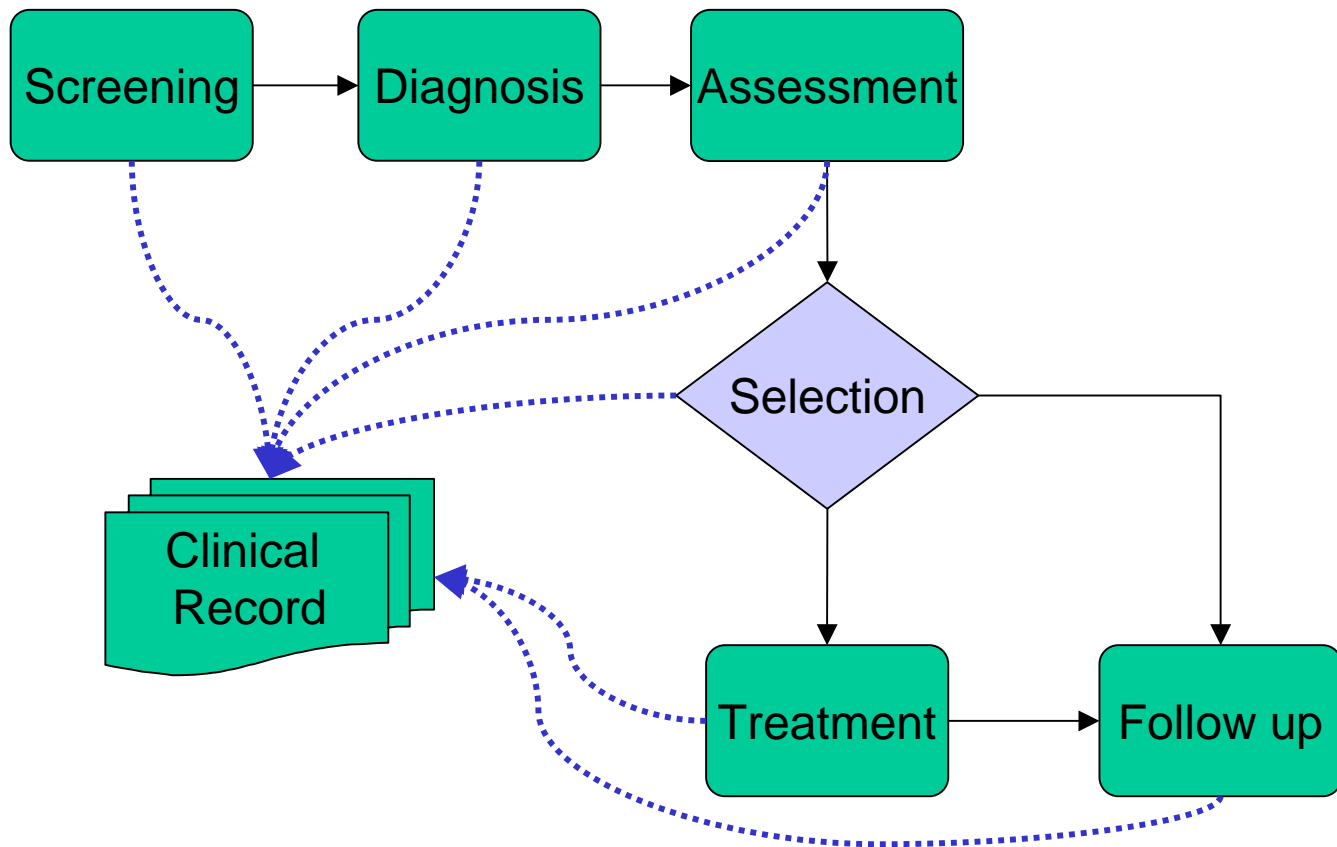 Screening
Diagnosis
Assessment
Selection
Clinical
Record
Treatment
Follow up